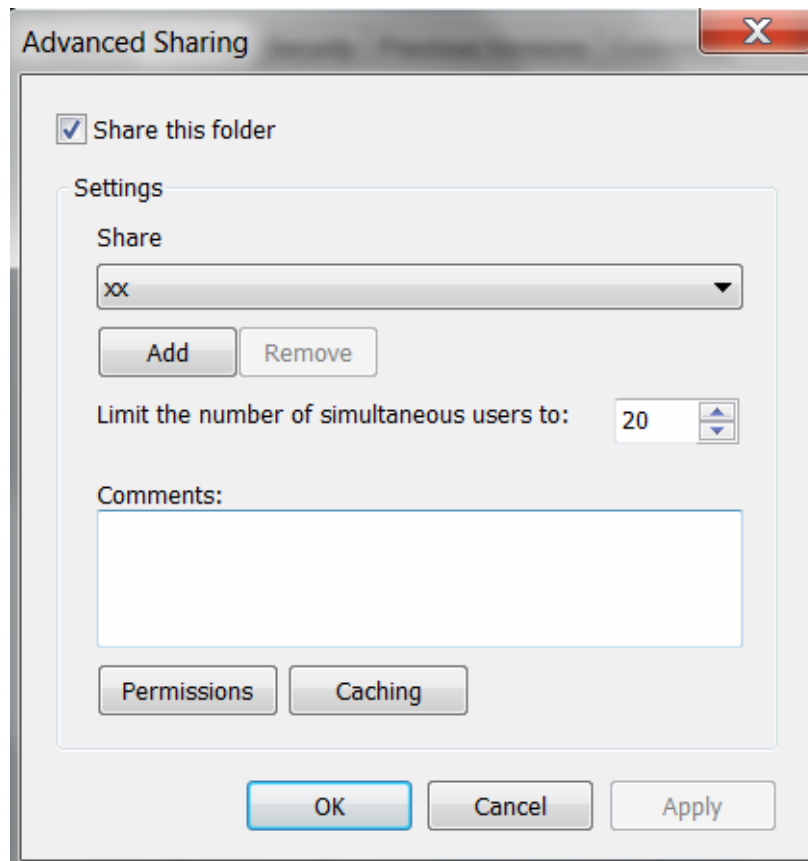 Advanced Sharing
Share this folder
Settings
Share
xx
Add Remove
Limit the number of simultaneous users to: 20
Comments:
Permissions Caching
OK Cancel Apply